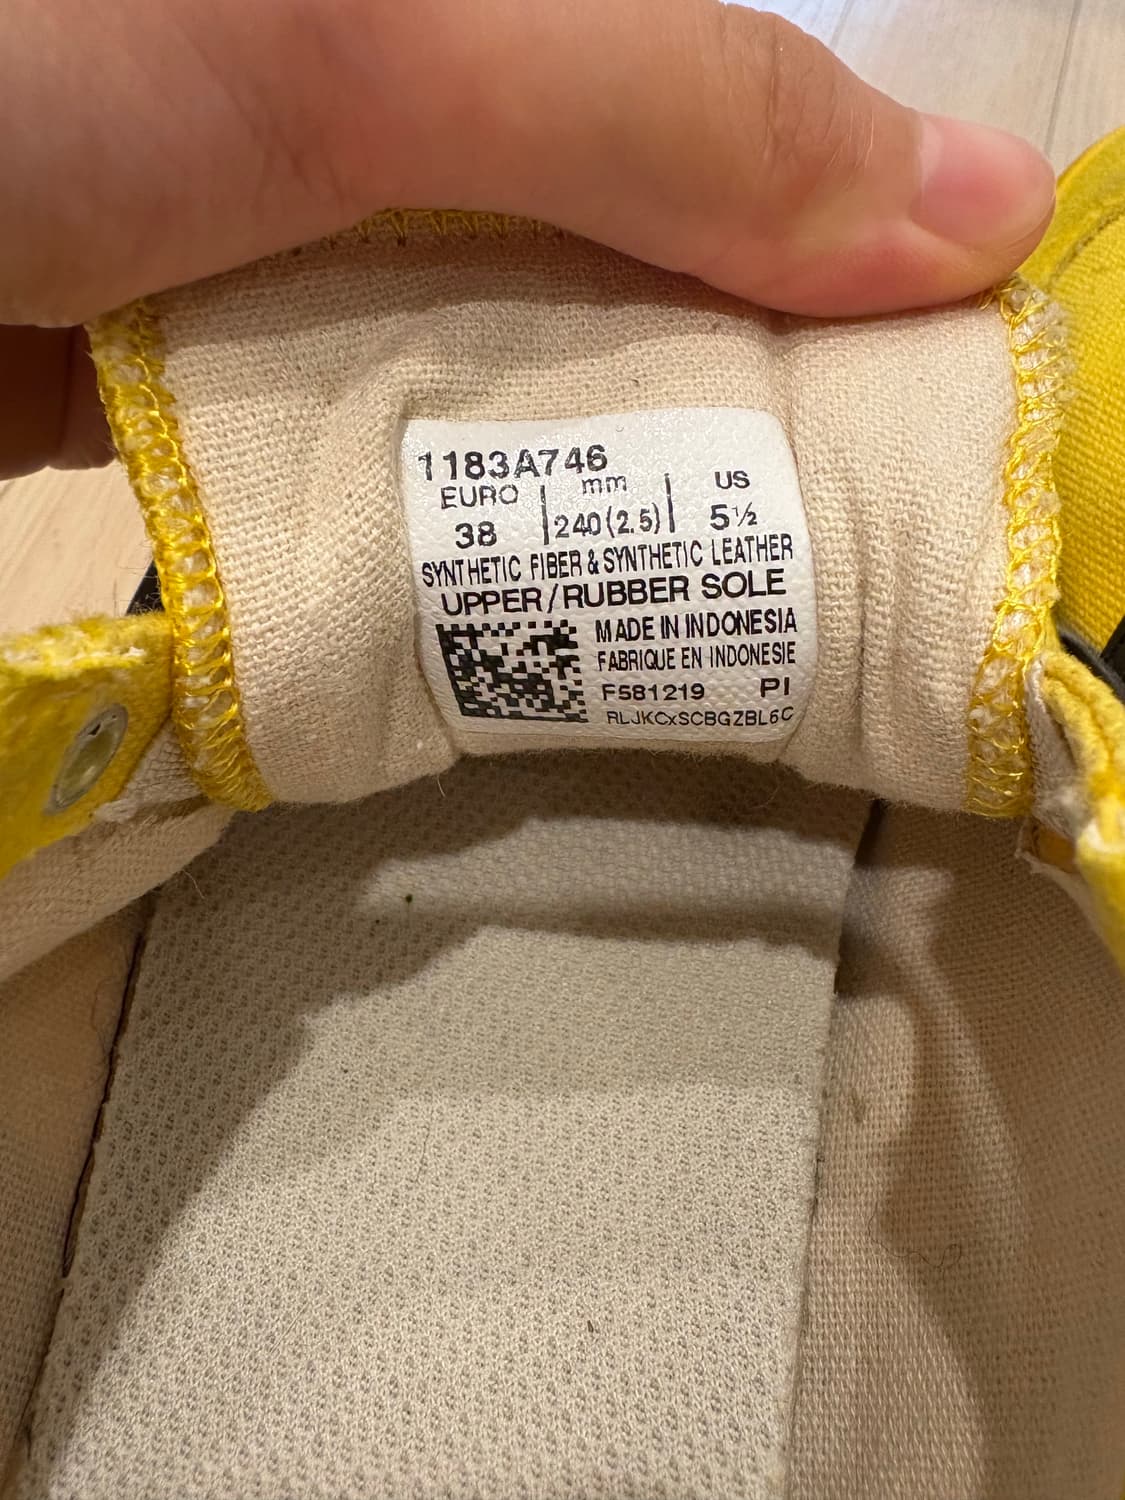 1183A746
EURO | mm | US
38 | 240(2.5) | 5½
SYNTHETIC FIBER & SYNTHETIC LEATHER
UPPER/RUBBER SOLE
MADE IN INDONESIA
FABRIQUE EN INDONESIE
F581219 PI
RLJKCxSCBGZBL6C